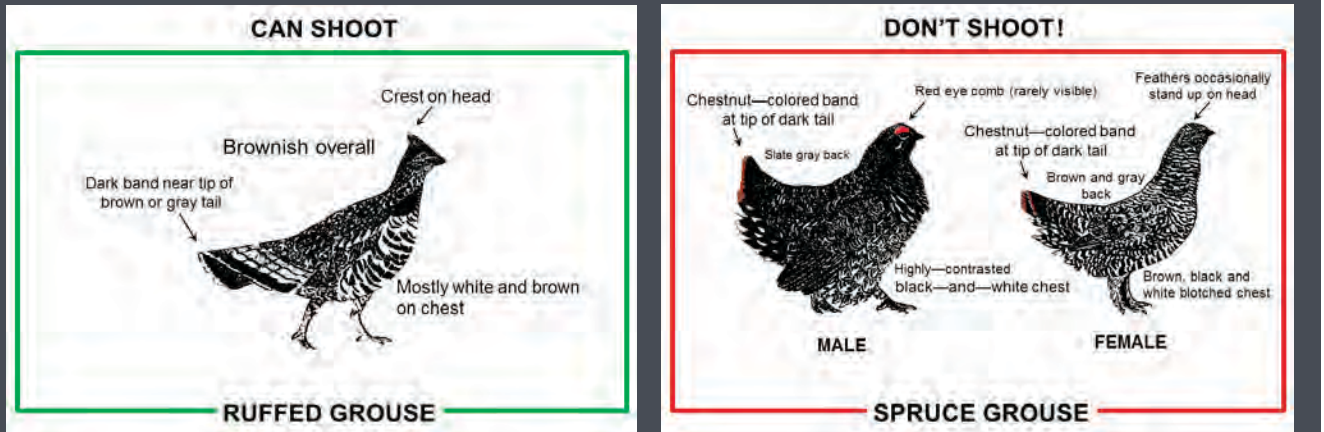 CAN SHOOT
Crest on head
Brownish overall
Dark band near tip of
brown or gray tail
Mostly white and brown
on chest
RUFFED GROUSE
DON'T SHOOT!
Chestnut—colored band
at tip of dark tail
Red eye comb (rarely visible)
Slate gray back
Highly—contrasted
black—and—white chest
MALE
Feathers occasionally
stand up on head
Chestnut—colored band
at tip of dark tail
Brown and gray
back
Brown, black and
white blotched chest
FEMALE
SPRUCE GROUSE